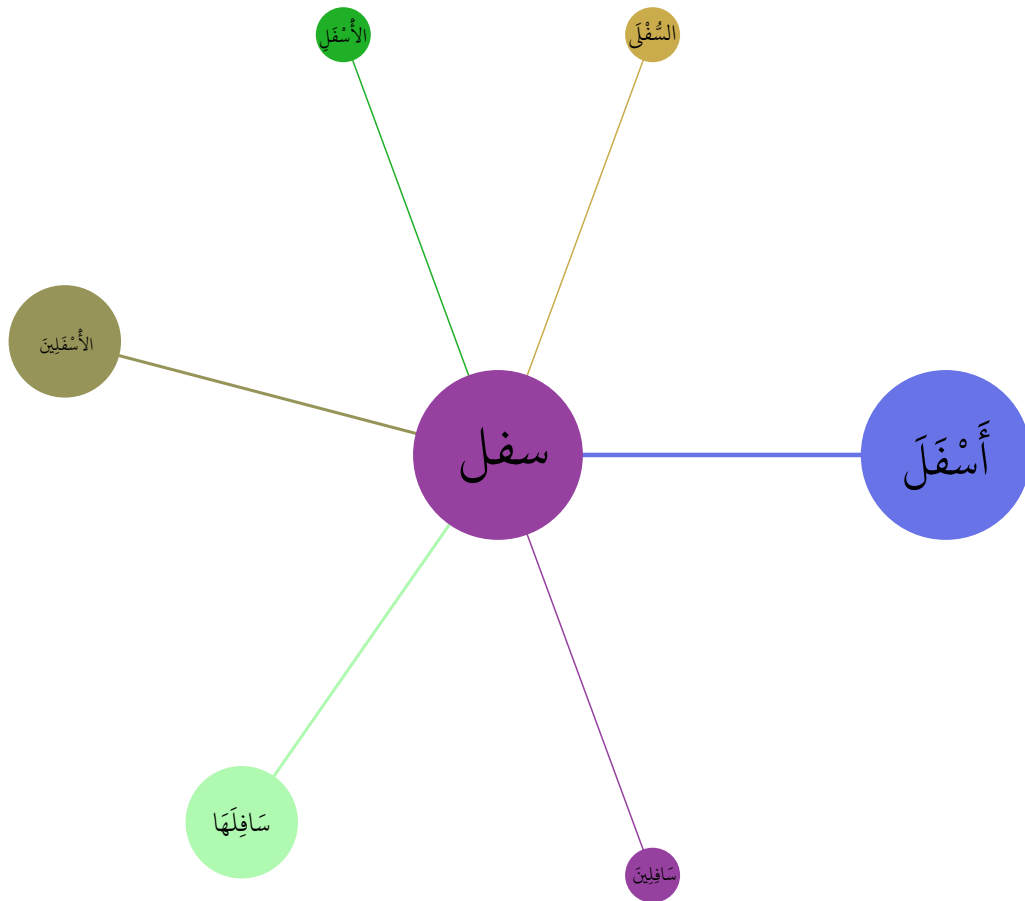 الأَسْفَلِ
السُّفْلَى
الأَسْفَلِينَ
سفل
أَسْفَلَ
سَافِلَهَا
سَافِلِينَ